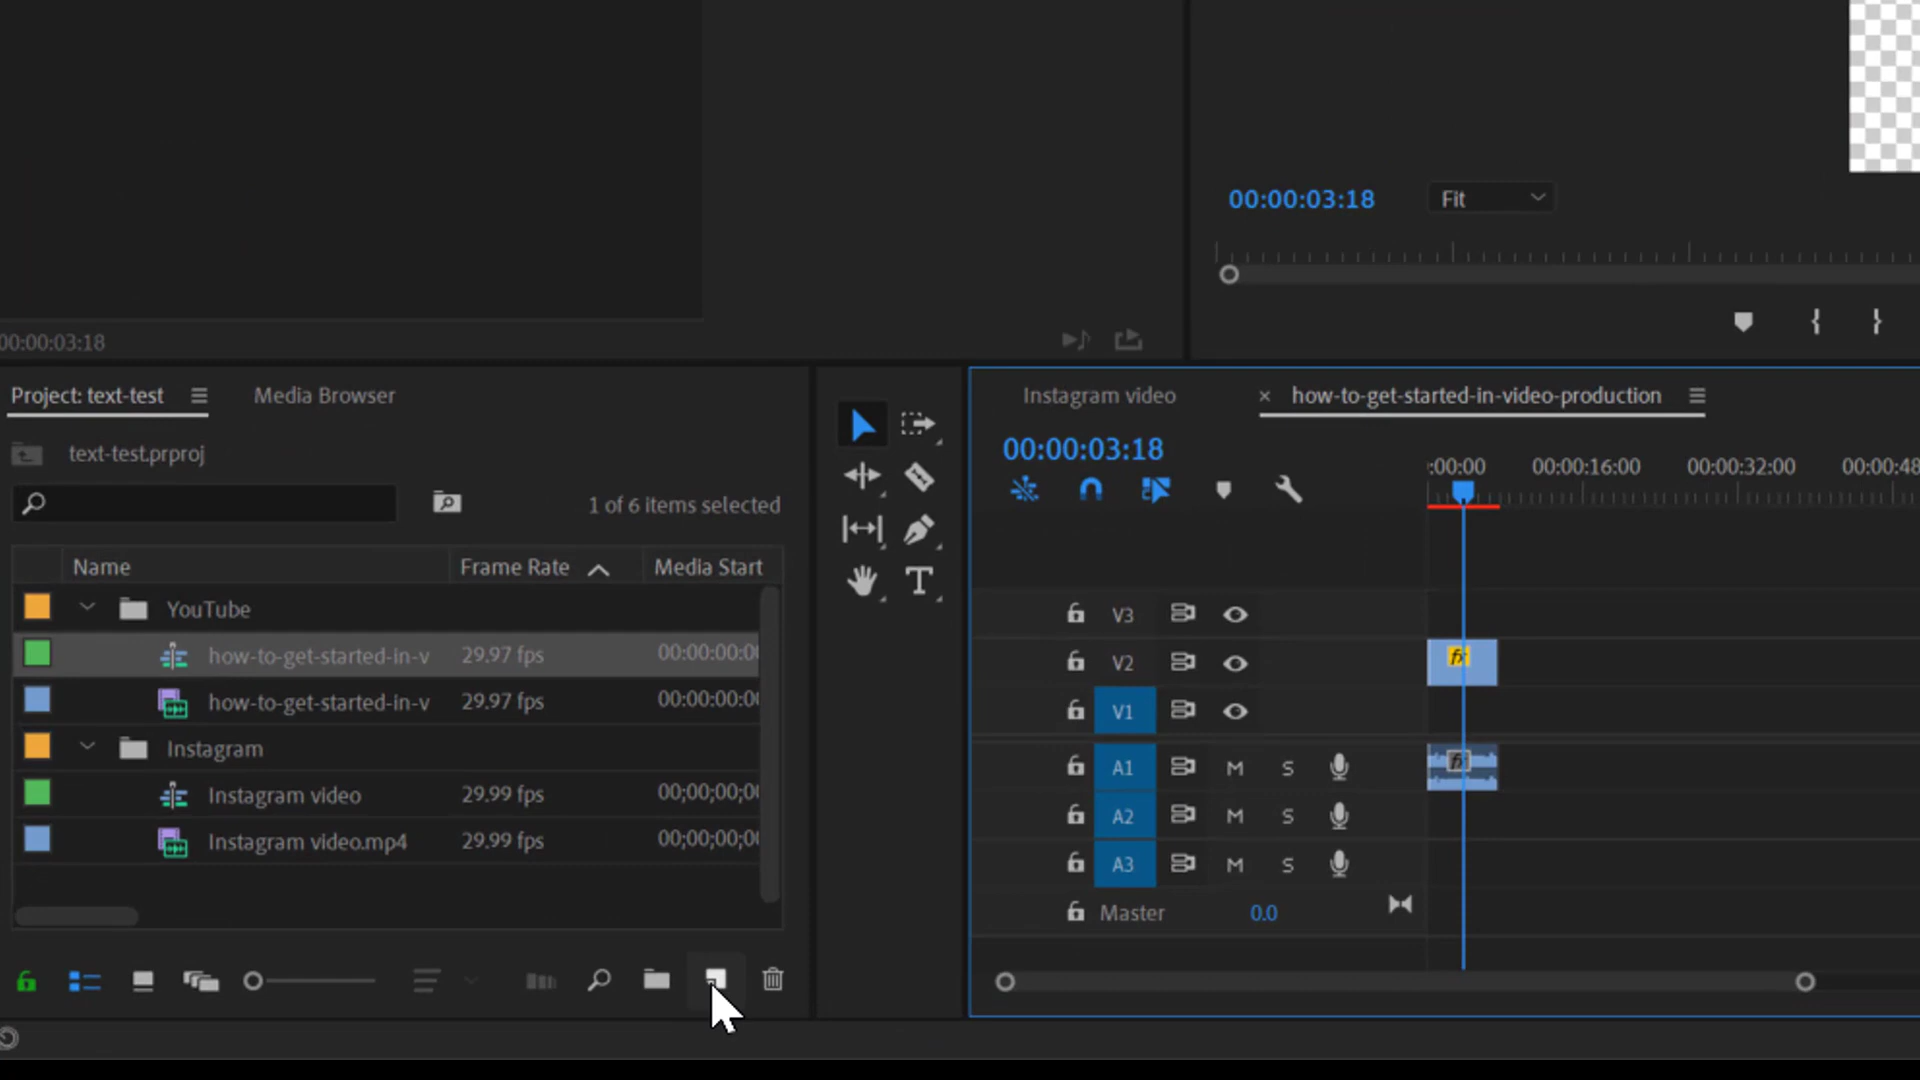 00:00:03:18
Fit
00:00:03:18
Project: text-test
Media Browser
text-test.prproj
1 of 6 items selected
Name
Frame Rate
Media Start
YouTube
how-to-get-started-in-v
29.97 fps
00:00:00:0
how-to-get-started-in-v
29.97 fps
00:00:00:0
Instagram
Instagram video
29.99 fps
00;00;00;0
Instagram video.mp4
29.99 fps
00;00;00;0
T
Instagram video
× how-to-get-started-in-video-production
00:00:03:18
:00:00
00:00:16:00
00:00:32:00
00:00:48
V3
V2
fx
V1
A1
M
S
fx
A2
M
S
A3
M
S
Master
0.0